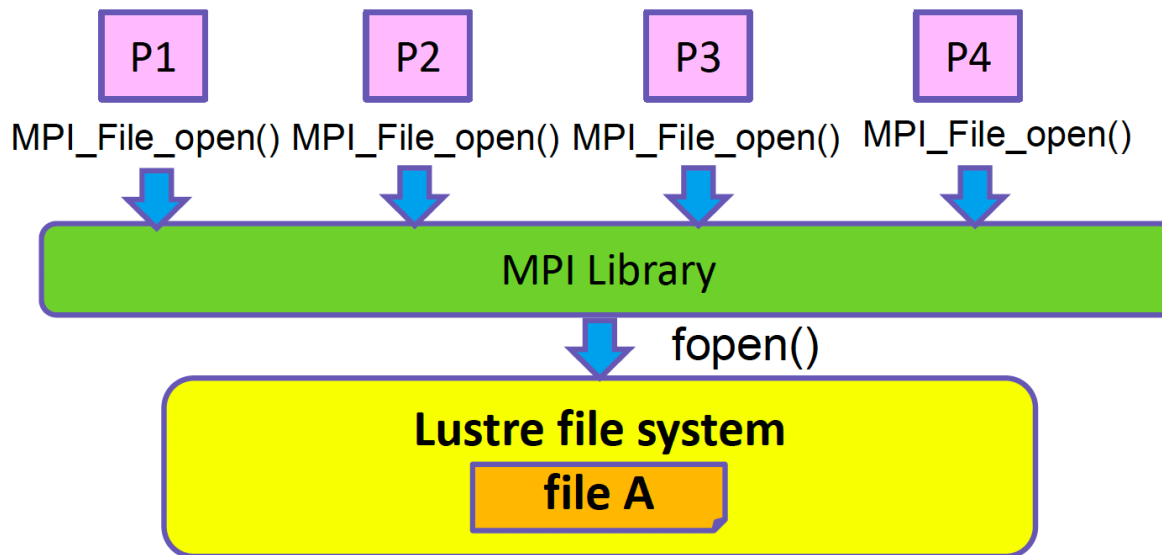 P1 P2 P3 P4
MPI_File_open() MPI_File_open() MPI_File_open() MPI_File_open()
MPI Library
fopen()
Lustre file system
file A